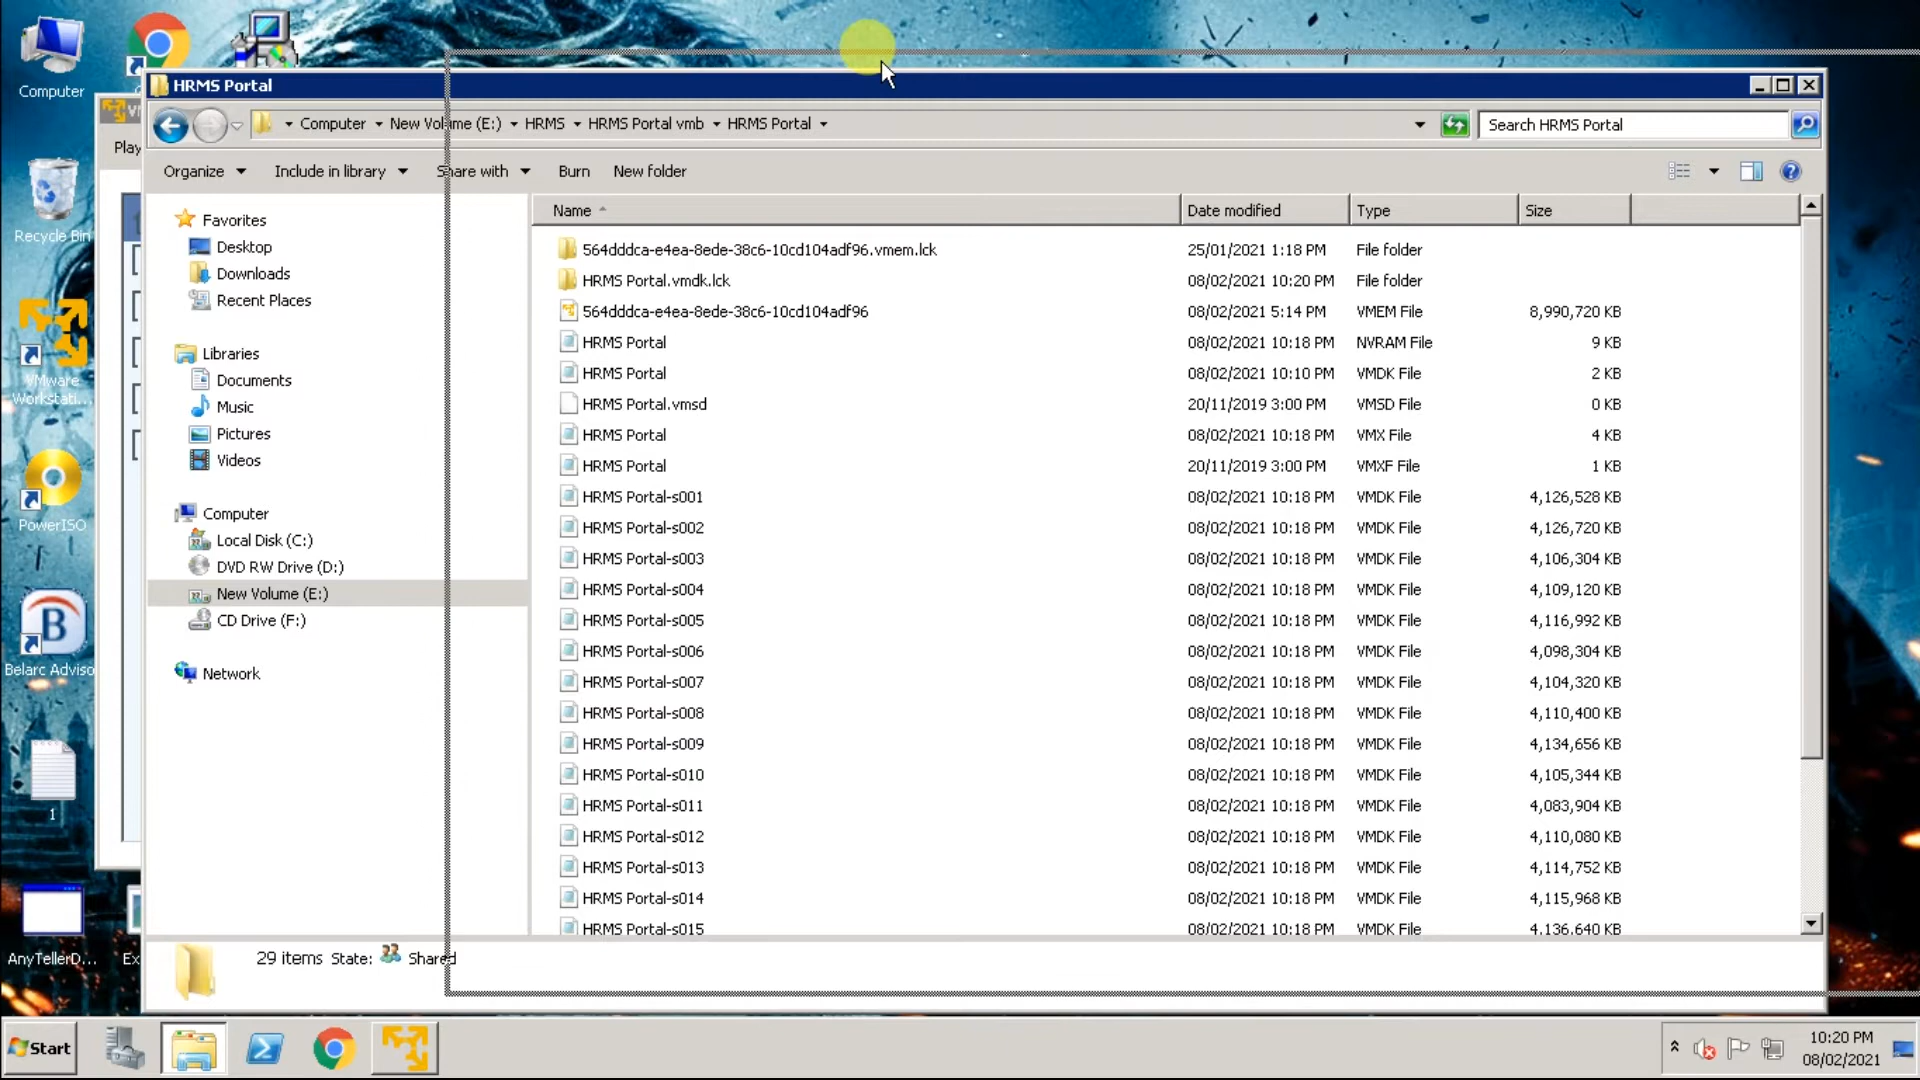 Computer
Recycle Bin
VMware
Workstati...
PowerISO
Belarc Adviso
1
AnyTellerD...
Ex
Play
HRMS Portal
Computer
New Volume (E:)
HRMS
HRMS Portal vmb
HRMS Portal
Search HRMS Portal
Organize
Include in library
Share with
Burn
New folder
Favorites
Desktop
Downloads
Recent Places
Libraries
Documents
Music
Pictures
Videos
Computer
Local Disk (C:)
DVD RW Drive (D:)
New Volume (E:)
CD Drive (F:)
Network
Name Date modified Type Size
564dddca-e4ea-8ede-38c6-10cd104adf96.vmem.lck 25/01/2021 1:18 PM File folder
HRMS Portal.vmdk.lck 08/02/2021 10:20 PM File folder
564dddca-e4ea-8ede-38c6-10cd104adf96 08/02/2021 5:14 PM VMEM File 8,990,720 KB
HRMS Portal 08/02/2021 10:18 PM NVRAM File 9 KB
HRMS Portal 08/02/2021 10:10 PM VMDK File 2 KB
HRMS Portal.vmsd 20/11/2019 3:00 PM VMSD File 0 KB
HRMS Portal 08/02/2021 10:18 PM VMX File 4 KB
HRMS Portal 20/11/2019 3:00 PM VMXF File 1 KB
HRMS Portal-s001 08/02/2021 10:18 PM VMDK File 4,126,528 KB
HRMS Portal-s002 08/02/2021 10:18 PM VMDK File 4,126,720 KB
HRMS Portal-s003 08/02/2021 10:18 PM VMDK File 4,106,304 KB
HRMS Portal-s004 08/02/2021 10:18 PM VMDK File 4,109,120 KB
HRMS Portal-s005 08/02/2021 10:18 PM VMDK File 4,116,992 KB
HRMS Portal-s006 08/02/2021 10:18 PM VMDK File 4,098,304 KB
HRMS Portal-s007 08/02/2021 10:18 PM VMDK File 4,104,320 KB
HRMS Portal-s008 08/02/2021 10:18 PM VMDK File 4,110,400 KB
HRMS Portal-s009 08/02/2021 10:18 PM VMDK File 4,134,656 KB
HRMS Portal-s010 08/02/2021 10:18 PM VMDK File 4,105,344 KB
HRMS Portal-s011 08/02/2021 10:18 PM VMDK File 4,083,904 KB
HRMS Portal-s012 08/02/2021 10:18 PM VMDK File 4,110,080 KB
HRMS Portal-s013 08/02/2021 10:18 PM VMDK File 4,114,752 KB
HRMS Portal-s014 08/02/2021 10:18 PM VMDK File 4,115,968 KB
HRMS Portal-s015 08/02/2021 10:18 PM VMDK File 4,136,640 KB
29 items State: Shared
Start
10:20 PM
08/02/2021